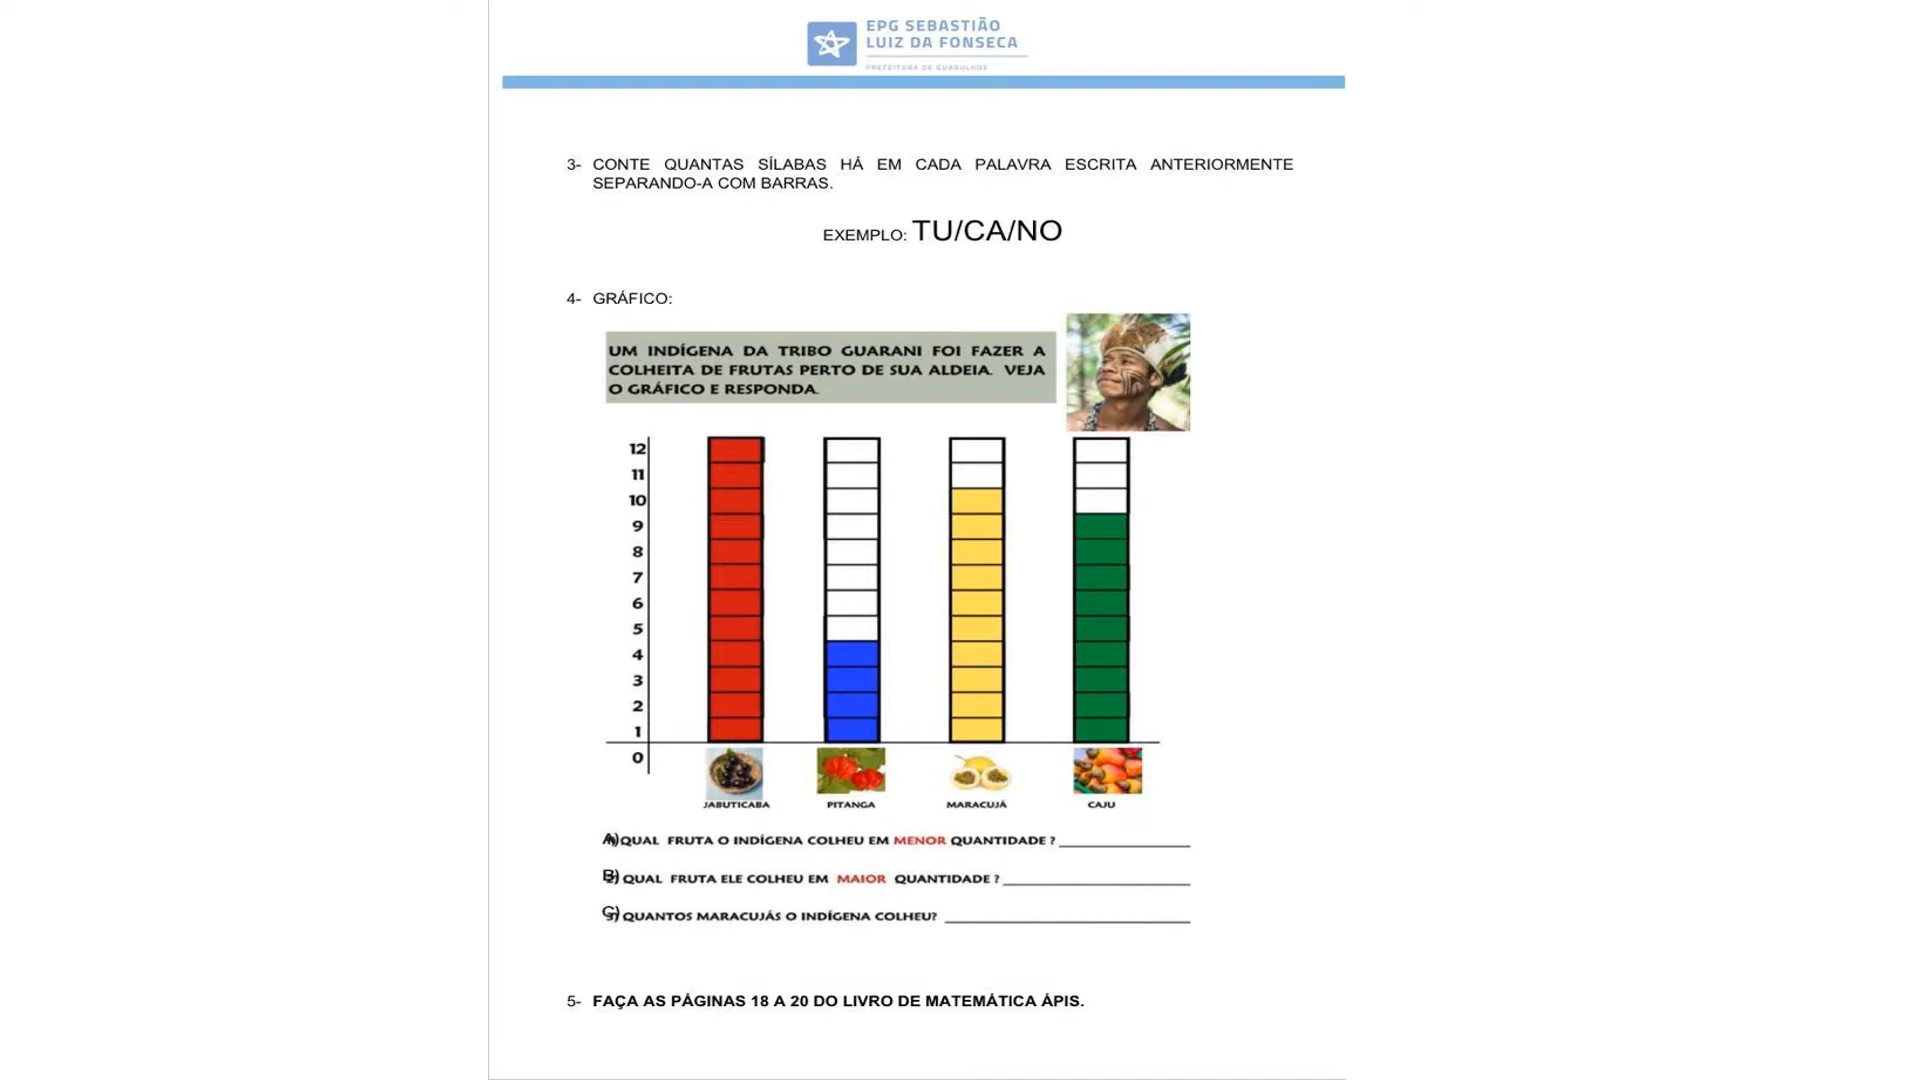 EPG SEBASTIÃO
LUIZ DA FONSECA
PREFEITURA DE GUARULHOS
3- CONTE QUANTAS SÍLABAS HÁ EM CADA PALAVRA ESCRITA ANTERIORMENTE
SEPARANDO-A COM BARRAS.
EXEMPLO: TU/CA/NO
4- GRÁFICO:
UM INDÍGENA DA TRIBO GUARANI FOI FAZER A
COLHEITA DE FRUTAS PERTO DE SUA ALDEIA. VEJA
O GRÁFICO E RESPONDA.
12
11
10
9
8
7
6
5
4
3
2
1
0
JABUTICABA PITANGA MARACUJÁ CAJU
A) QUAL FRUTA O INDÍGENA COLHEU EM MENOR QUANTIDADE ?
B) QUAL FRUTA ELE COLHEU EM MAIOR QUANTIDADE ?
C) QUANTOS MARACUJÁS O INDÍGENA COLHEU?
5- FAÇA AS PÁGINAS 18 A 20 DO LIVRO DE MATEMÁTICA ÁPIS.